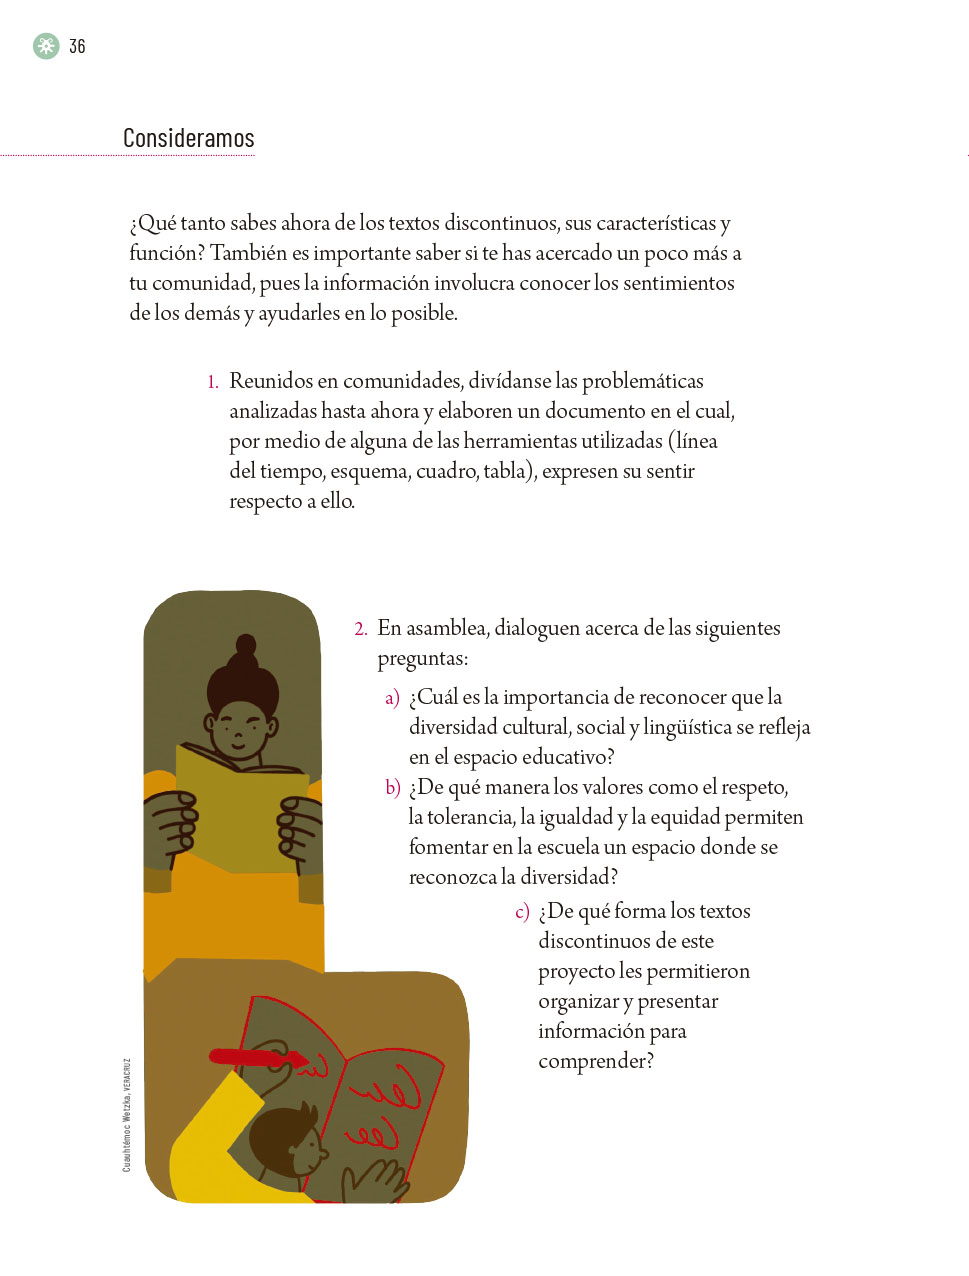 36
Consideramos
¿Qué tanto sabes ahora de los textos discontinuos, sus características y
función? También es importante saber si te has acercado un poco más a
tu comunidad, pues la información involucra conocer los sentimientos
de los demás y ayudarles en lo posible.
1. Reunidos en comunidades, divídanse las problemáticas
analizadas hasta ahora y elaboren un documento en el cual,
por medio de alguna de las herramientas utilizadas (línea
del tiempo, esquema, cuadro, tabla), expresen su sentir
respecto a ello.
2. En asamblea, dialoguen acerca de las siguientes
preguntas:
a) ¿Cuál es la importancia de reconocer que la
diversidad cultural, social y lingüística se refleja
en el espacio educativo?
b) ¿De qué manera los valores como el respeto,
la tolerancia, la igualdad y la equidad permiten
fomentar en la escuela un espacio donde se
reconozca la diversidad?
c) ¿De qué forma los textos
discontinuos de este
proyecto les permitieron
organizar y presentar
información para
comprender?
Cuauhtémoc Wetzka, VERACRUZ